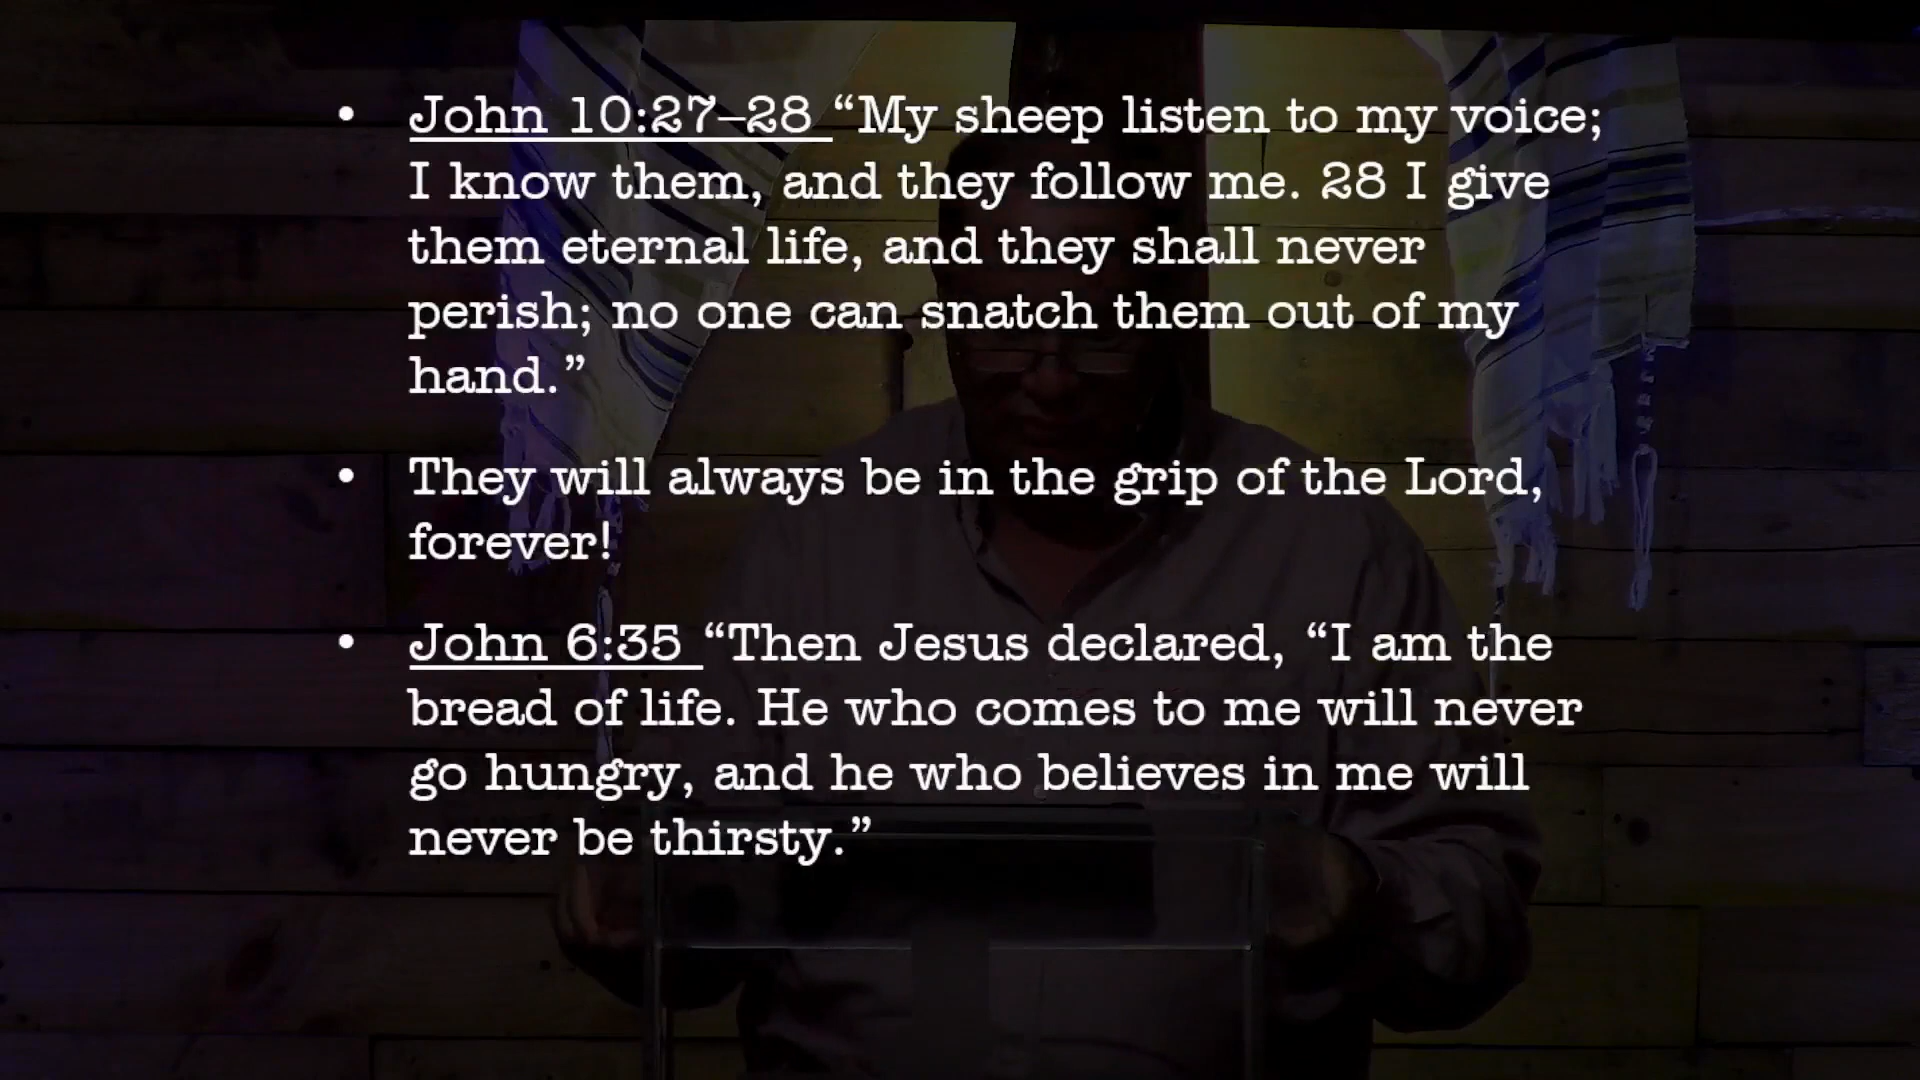 • John 10:27–28 “My sheep listen to my voice;
I know them, and they follow me. 28 I give
them eternal life, and they shall never
perish; no one can snatch them out of my
hand.”
• They will always be in the grip of the Lord,
forever!
• John 6:35 “Then Jesus declared, “I am the
bread of life. He who comes to me will never
go hungry, and he who believes in me will
never be thirsty.”